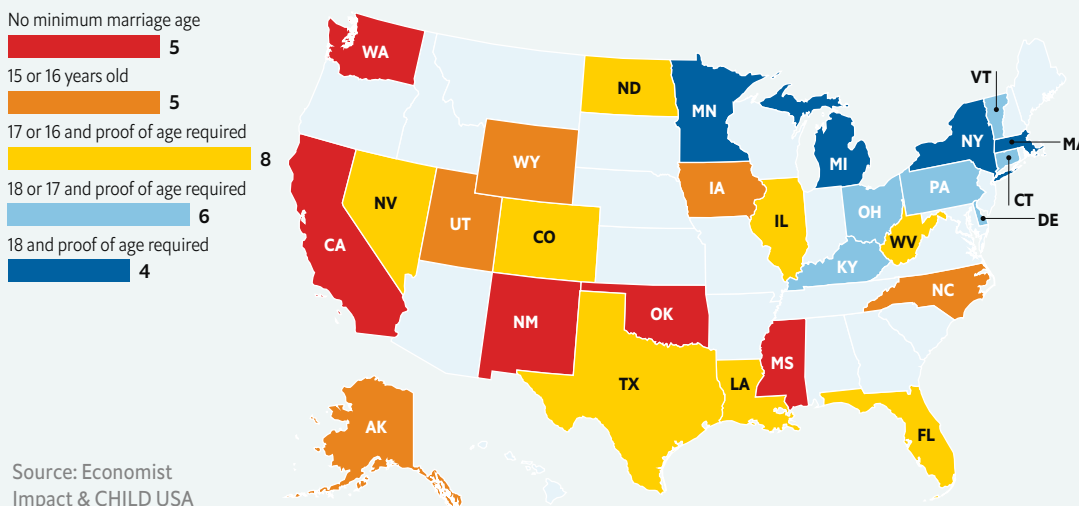 No minimum marriage age
5
15 or 16 years old
5
17 or 16 and proof of age required
8
18 or 17 and proof of age required
6
18 and proof of age required
4
WA
ND
MN
VT
NY
MA
MI
WY
IA
PA
CT
NV
UT
CO
IL
OH
WV
DE
CA
KY
NC
NM
OK
MS
TX
LA
AK
FL
Source: Economist
Impact & CHILD USA